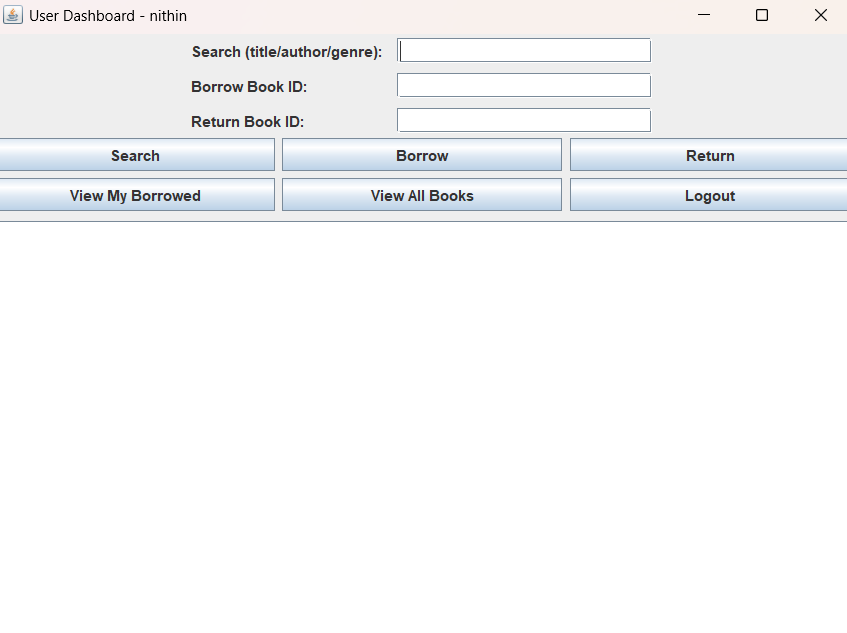 User Dashboard - nithin
Search (title/author/genre):
Borrow Book ID:
Return Book ID:
Search Borrow Return
View My Borrowed View All Books Logout